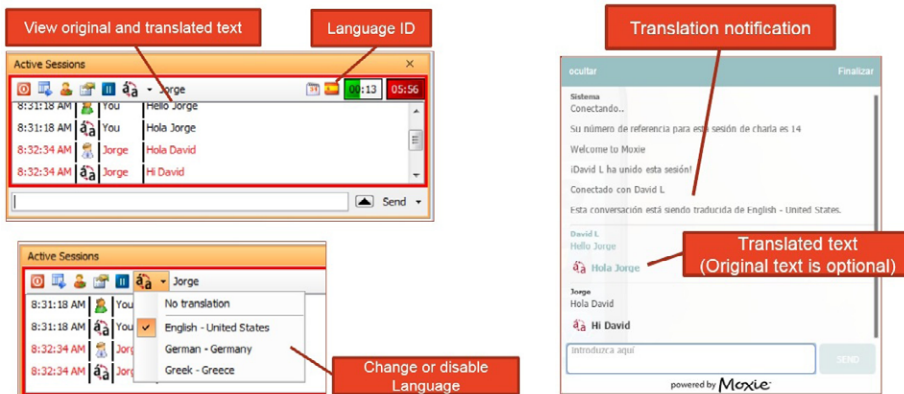 View original and translated text
Language ID
Active Sessions
Jorge
00:13
05:56
8:31:18 AM You Hello Jorge
8:31:18 AM You Hola Jorge
8:32:34 AM Jorge Hola David
8:32:34 AM Jorge Hi David
Send
Active Sessions
Jorge
8:31:18 AM You
8:31:18 AM You
8:32:34 AM Jorg
8:32:34 AM Jorg
No translation
English - United States
German - Germany
Greek - Greece
Change or disable
Language
Translation notification
ocultar
Finalizar
Sistema
Conectando..
Su número de referencia para esta sesión de charla es 14
Welcome to Moxie
¡David L ha unido esta sesión!
Conectado con David L
Esta conversación está siendo traducida de English - United States.
David L
Hello Jorge
Hola Jorge
Translated text
(Original text is optional)
Jorge
Hola David
Hi David
Introduzca aquí
SEND
powered by Moxie